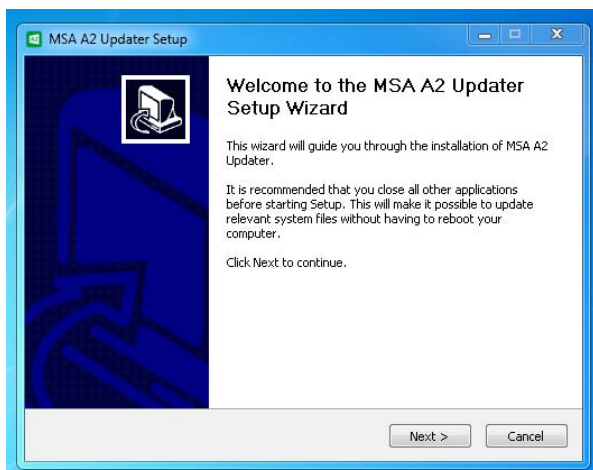 MSA A2 Updater Setup
Welcome to the MSA A2 Updater
Setup Wizard
This wizard will guide you through the installation of MSA A2
Updater.
It is recommended that you close all other applications
before starting Setup. This will make it possible to update
relevant system files without having to reboot your
computer.
Click Next to continue.
Next >
Cancel